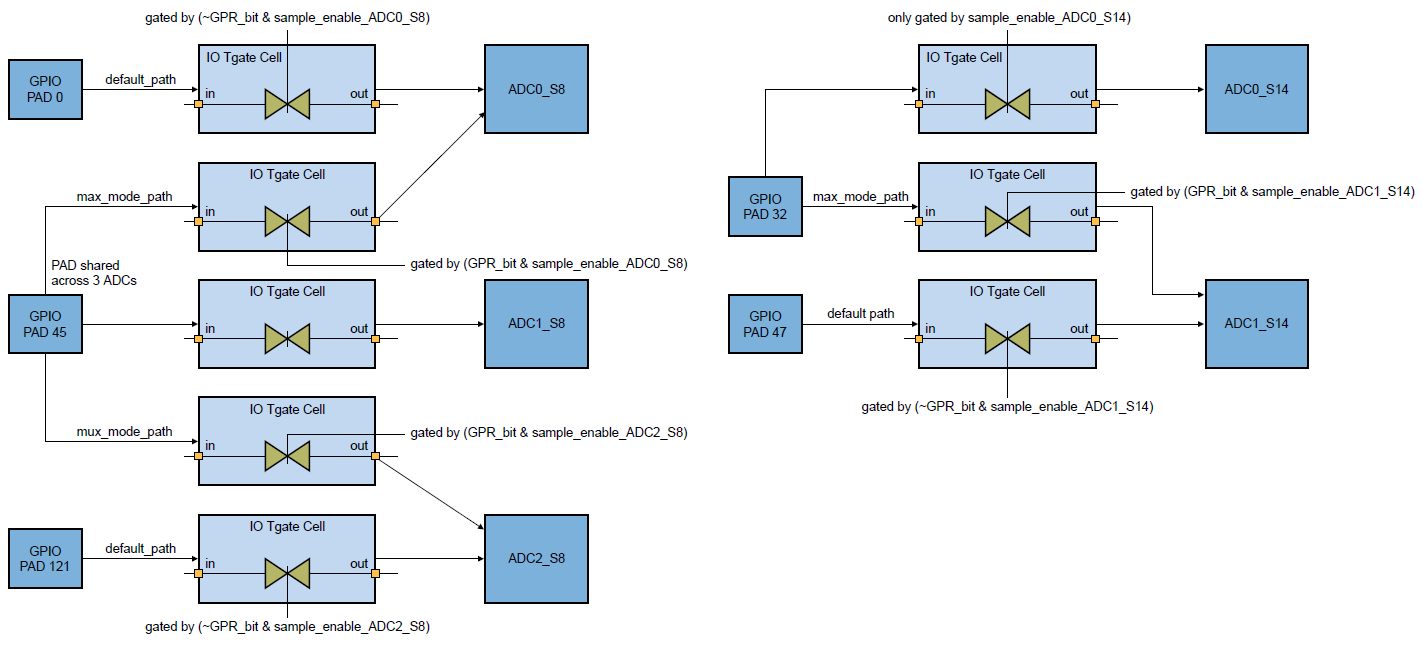 gated by (~GPR_bit & sample_enable_ADC0_S8)
GPIO
PAD 0
default_path
IO Tgate Cell
in
out
ADC0_S8
max_mode_path
IO Tgate Cell
in
out
gated by (GPR_bit & sample_enable_ADC0_S8)
PAD shared
across 3 ADCs
GPIO
PAD 45
IO Tgate Cell
in
out
ADC1_S8
mux_mode_path
IO Tgate Cell
in
out
gated by (GPR_bit & sample_enable_ADC2_S8)
GPIO
PAD 121
default_path
IO Tgate Cell
in
out
ADC2_S8
gated by (~GPR_bit & sample_enable_ADC2_S8)
only gated by sample_enable_ADC0_S14)
IO Tgate Cell
in
out
ADC0_S14
GPIO
PAD 32
max_mode_path
IO Tgate Cell
in
out
gated by (GPR_bit & sample_enable_ADC1_S14)
GPIO
PAD 47
default path
IO Tgate Cell
in
out
ADC1_S14
gated by (~GPR_bit & sample_enable_ADC1_S14)